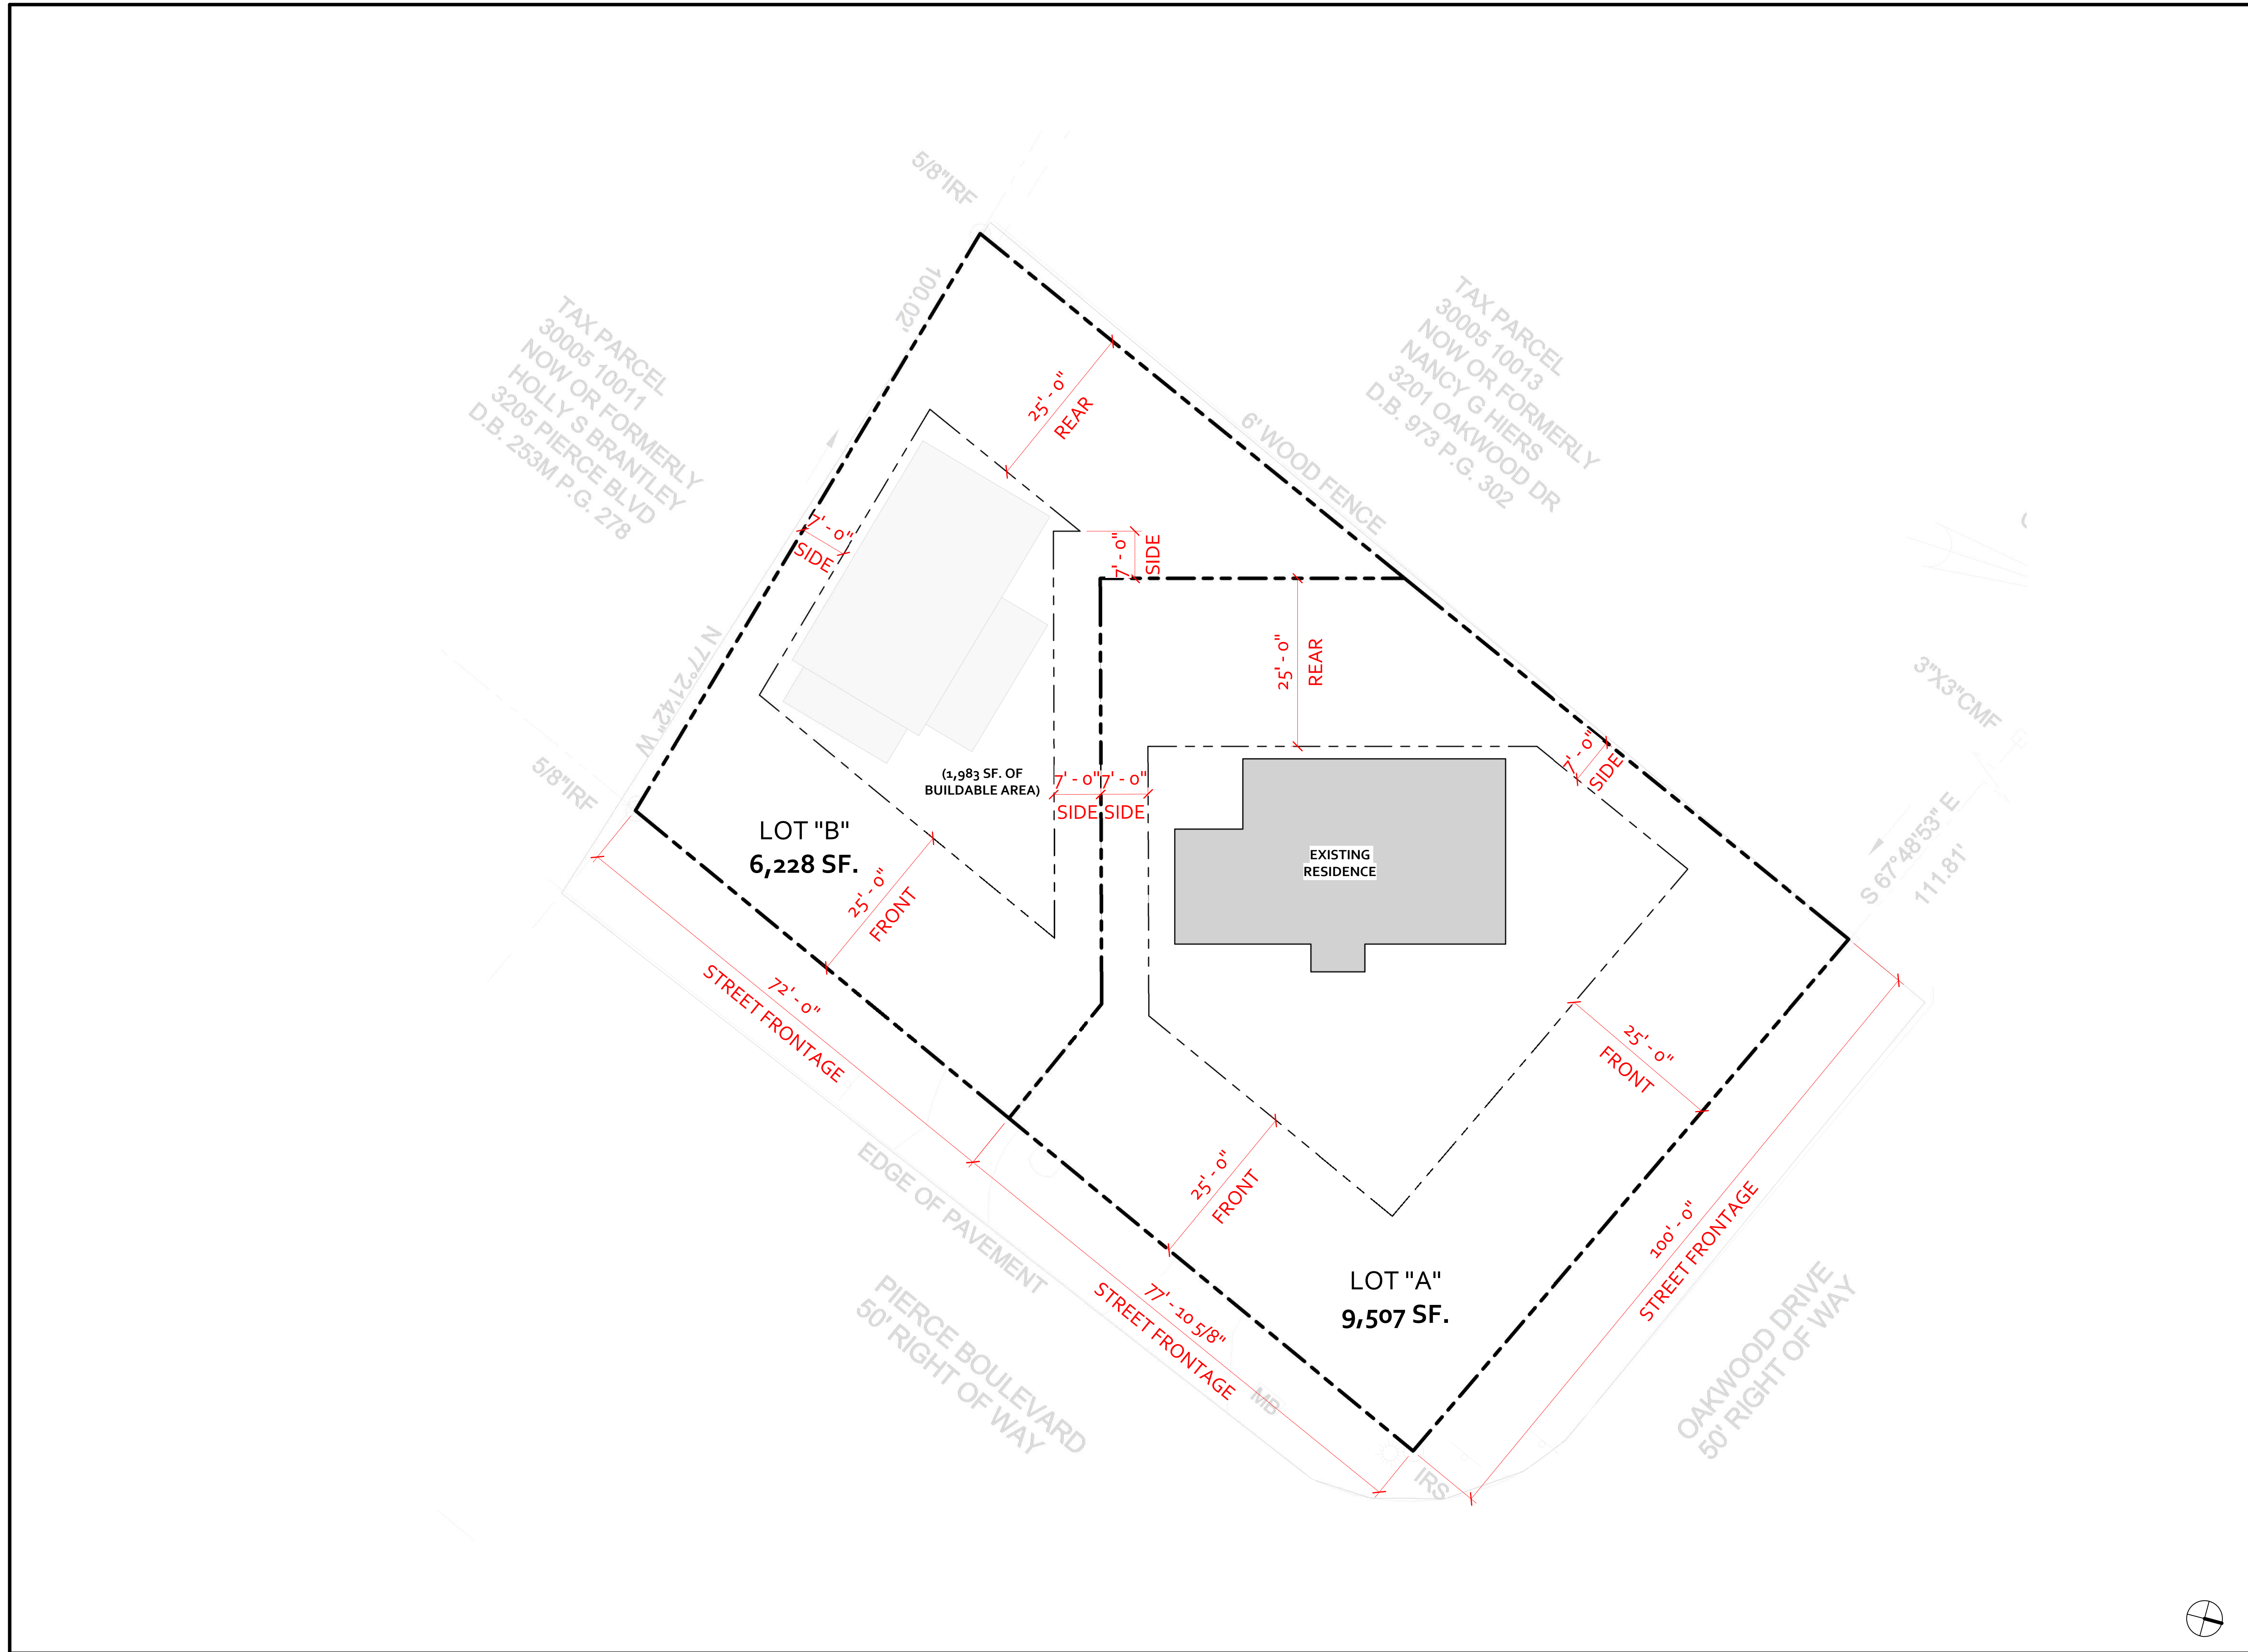 5/8"IRF
100.02'
TAX PARCEL
30005 10011
NOW OR FORMERLY
HOLLY S BRANTLEY
3205 PIERCE BLVD
D.B. 253M P.G. 278
TAX PARCEL
30005 10013
NOW OR FORMERLY
NANCY G HIERS
3201 OAKWOOD DR
D.B. 973 P.G. 302
25' - 0"
REAR
6' WOOD FENCE
7' - 0"
SIDE
7' - 0"
SIDE
N 77°21'42" W
25' - 0"
REAR
3"X3"CMF
5/8"IRF
7' - 0"
SIDE
(1,983 SF. OF
BUILDABLE AREA)
7' - 0"
SIDE
7' - 0"
SIDE
LOT "B"
6,228 SF.
EXISTING
RESIDENCE
S 67°48'53" E
111.81'
25' - 0"
FRONT
72' - 0"
STREET FRONTAGE
25' - 0"
FRONT
EDGE OF PAVEMENT
25' - 0"
FRONT
100' - 0"
STREET FRONTAGE
LOT "A"
9,507 SF.
77' - 10 5/8"
STREET FRONTAGE
PIERCE BOULEVARD
50' RIGHT OF WAY
OAKWOOD DRIVE
50' RIGHT OF WAY
MB
IRS